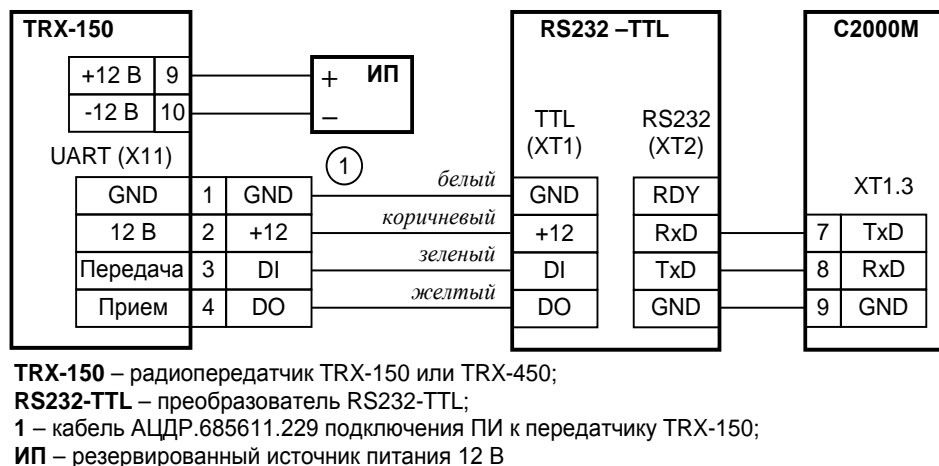 TRX-150 RS232 –TTL C2000M
+12 В 9 + ИП
-12 В 10 –
TTL RS232
(XT1) (XT2)
UART (X11) 1 XT1.3
белый
GND 1 GND GND RDY
коричневый
12 В 2 +12 +12 RxD 7 TxD
зеленый
Передача 3 DI DI TxD 8 RxD
желтый
Прием 4 DO DO GND 9 GND
TRX-150 – радиопередатчик TRX-150 или TRX-450;
RS232-TTL – преобразователь RS232-TTL;
1 – кабель АЦДР.685611.229 подключения ПИ к передатчику TRX-150;
ИП – резервированный источник питания 12 В